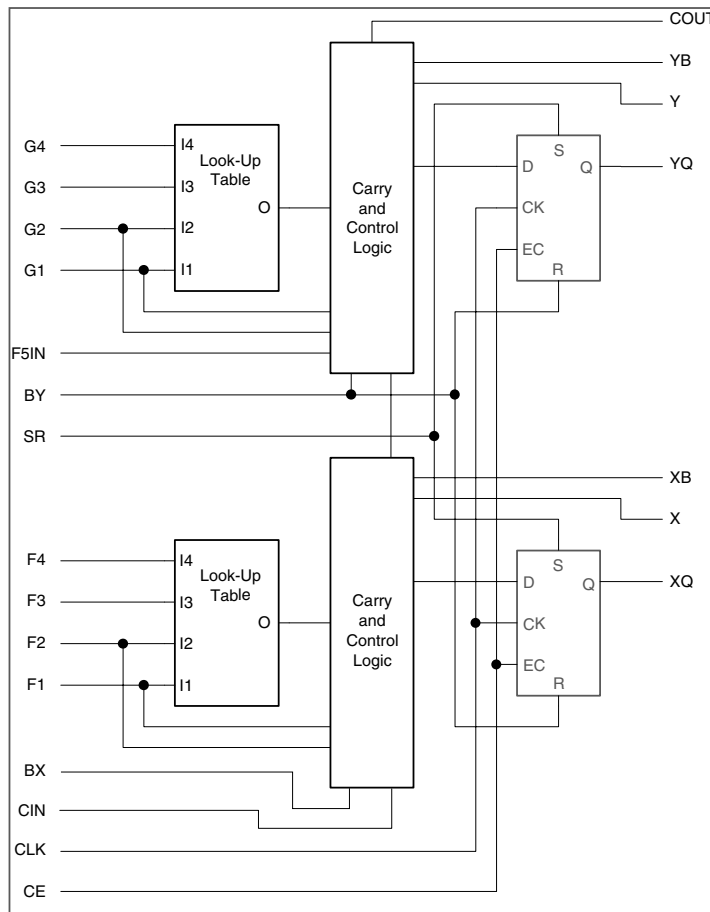 COUT
YB
Y
G4
I4
Look-Up
Table
S
D
Q
YQ
G3
I3
O
Carry
and
Control
Logic
CK
G2
I2
EC
G1
I1
R
F5IN
BY
SR
XB
X
F4
I4
Look-Up
Table
S
D
Q
XQ
F3
I3
O
Carry
and
Control
Logic
CK
F2
I2
EC
F1
I1
R
BX
CIN
CLK
CE